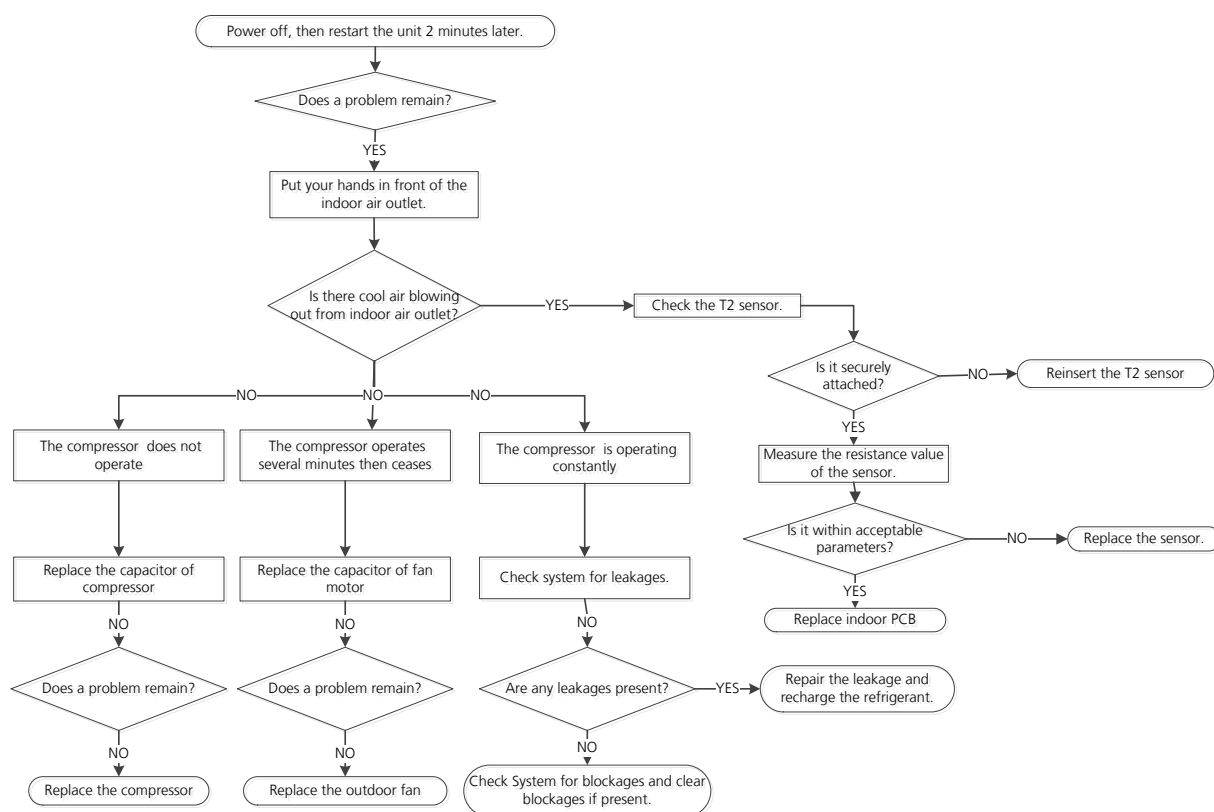 Power off, then restart the unit 2 minutes later.
Does a problem remain?
YES
Put your hands in front of the
indoor air outlet.
Is there cool air blowing
out from indoor air outlet?
YES
Check the T2 sensor.
Is it securely
attached?
NO
Reinsert the T2 sensor
YES
Measure the resistance value
of the sensor.
Is it within acceptable
parameters?
NO
Replace the sensor.
YES
Replace indoor PCB
NO
NO
NO
The compressor does not
operate
The compressor operates
several minutes then ceases
The compressor is operating
constantly
Replace the capacitor of
compressor
Replace the capacitor of fan
motor
Check system for leakages.
NO
NO
NO
Does a problem remain?
Does a problem remain?
Are any leakages present?
YES
Repair the leakage and
recharge the refrigerant.
NO
NO
NO
Replace the compressor
Replace the outdoor fan
Check System for blockages and clear
blockages if present.